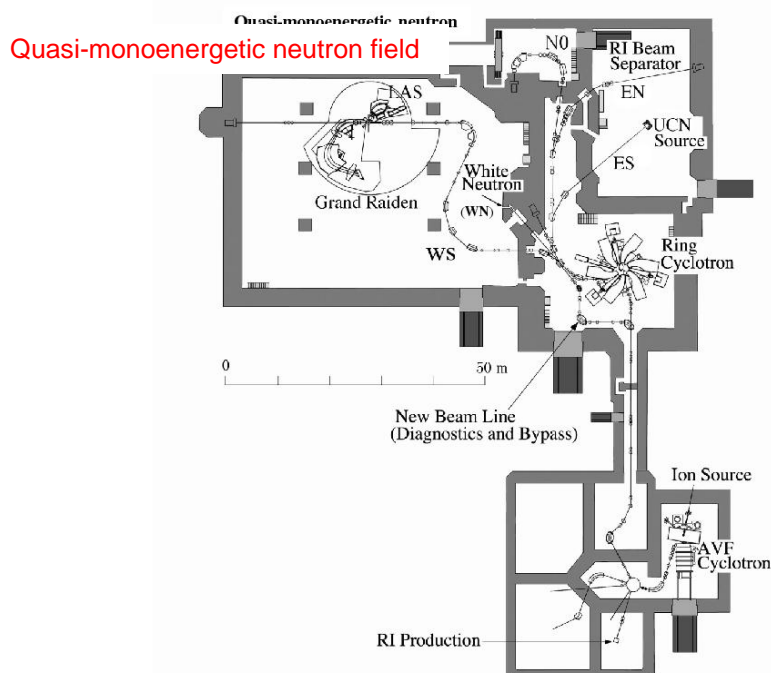 Quasi-monoenergetic neutron
Quasi-monoenergetic neutron field
N0
RI Beam
Separator
EN
LAS
UCN
Source
ES
White
Neutron
(WN)
Grand Raiden
WS
Ring
Cyclotron
0
50 m
New Beam Line
(Diagnostics and Bypass)
Ion Source
AVF
Cyclotron
RI Production